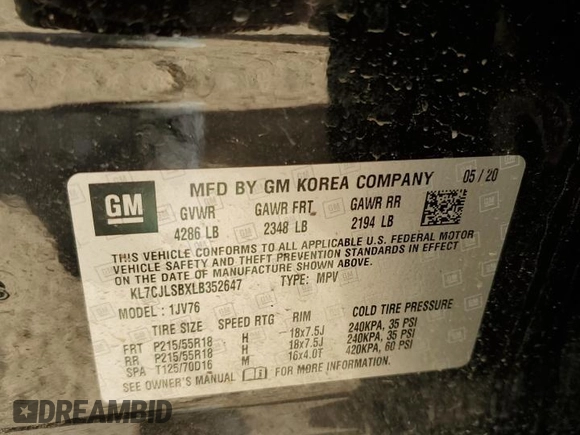 GM
MFD BY GM KOREA COMPANY 05 / 20
GVWR GAWR FRT GAWR RR
4286 LB 2348 LB 2194 LB
THIS VEHICLE CONFORMS TO ALL APPLICABLE U.S. FEDERAL MOTOR
VEHICLE SAFETY AND THEFT PREVENTION STANDARDS IN EFFECT
ON THE DATE OF MANUFACTURE SHOWN ABOVE.
KL7CJLSBXLB352647 TYPE: MPV
MODEL: 1JV76
TIRE SIZE SPEED RTG RIM COLD TIRE PRESSURE
FRT P215/55R18 H 18x7.5J 240KPA, 35 PSI
RR P215/55R18 H 18x7.5J 240KPA, 35 PSI
SPA T125/70D16 M 16x4.0T 420KPA, 60 PSI
SEE OWNER'S MANUAL FOR MORE INFORMATION.
DREAMBID